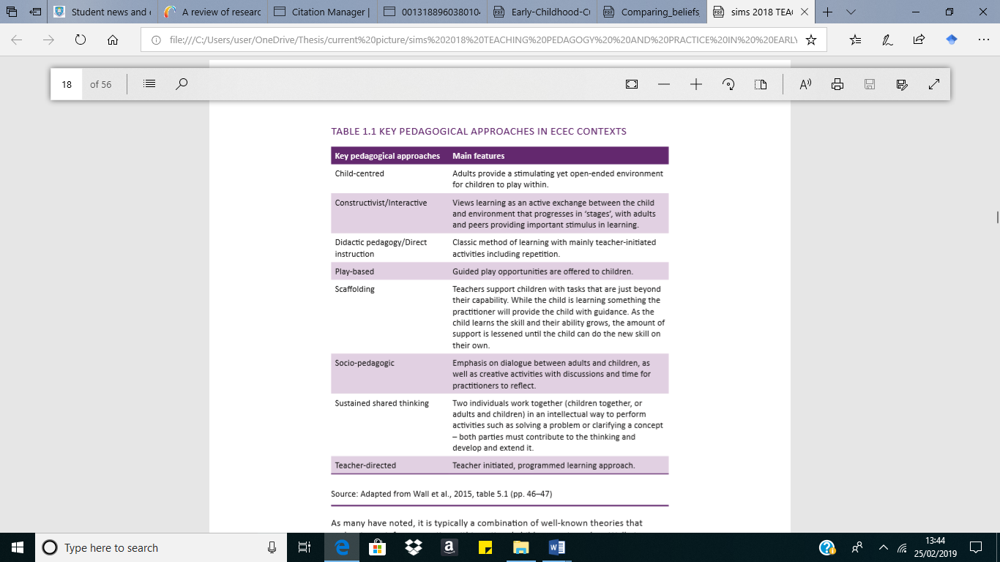 Student news and e
A review of researc
Citation Manager |
001318896038010
Early-Childhood-Cu
Comparing_beliefs_
sims 2018 TEAC
file:///C:/Users/user/OneDrive/Thesis/current%20picture/sims%202018%20TEACHING%20PEDAGOGY%20%20AND%20PRACTICE%20IN%20%20EARLY
18 of 56
TABLE 1.1 KEY PEDAGOGICAL APPROACHES IN ECEC CONTEXTS
Key pedagogical approaches Main features
Child-centred Adults provide a stimulating yet open-ended environment
for children to play within.
Constructivist/Interactive Views learning as an active exchange between the child
and environment that progresses in ‘stages’, with adults
and peers providing important stimulus in learning.
Didactic pedagogy/Direct Classic method of learning with mainly teacher-initiated
instruction activities including repetition.
Play-based Guided play opportunities are offered to children.
Scaffolding Teachers support children with tasks that are just beyond
their capability. While the child is learning something the
practitioner will provide the child with guidance. As the
child learns the skill and their ability grows, the amount of
support is lessened until the child can do the new skill on
their own.
Socio-pedagogic Emphasis on dialogue between adults and children, as
well as creative activities with discussions and time for
practitioners to reflect.
Sustained shared thinking Two individuals work together (children together, or
adults and children) in an intellectual way to perform
activities such as solving a problem or clarifying a concept
– both parties must contribute to the thinking and
develop and extend it.
Teacher-directed Teacher initiated, programmed learning approach.
Source: Adapted from Wall et al., 2015, table 5.1 (pp. 46–47)
As many have noted, it is typically a combination of well-known theories that
Type here to search
13:44
25/02/2019